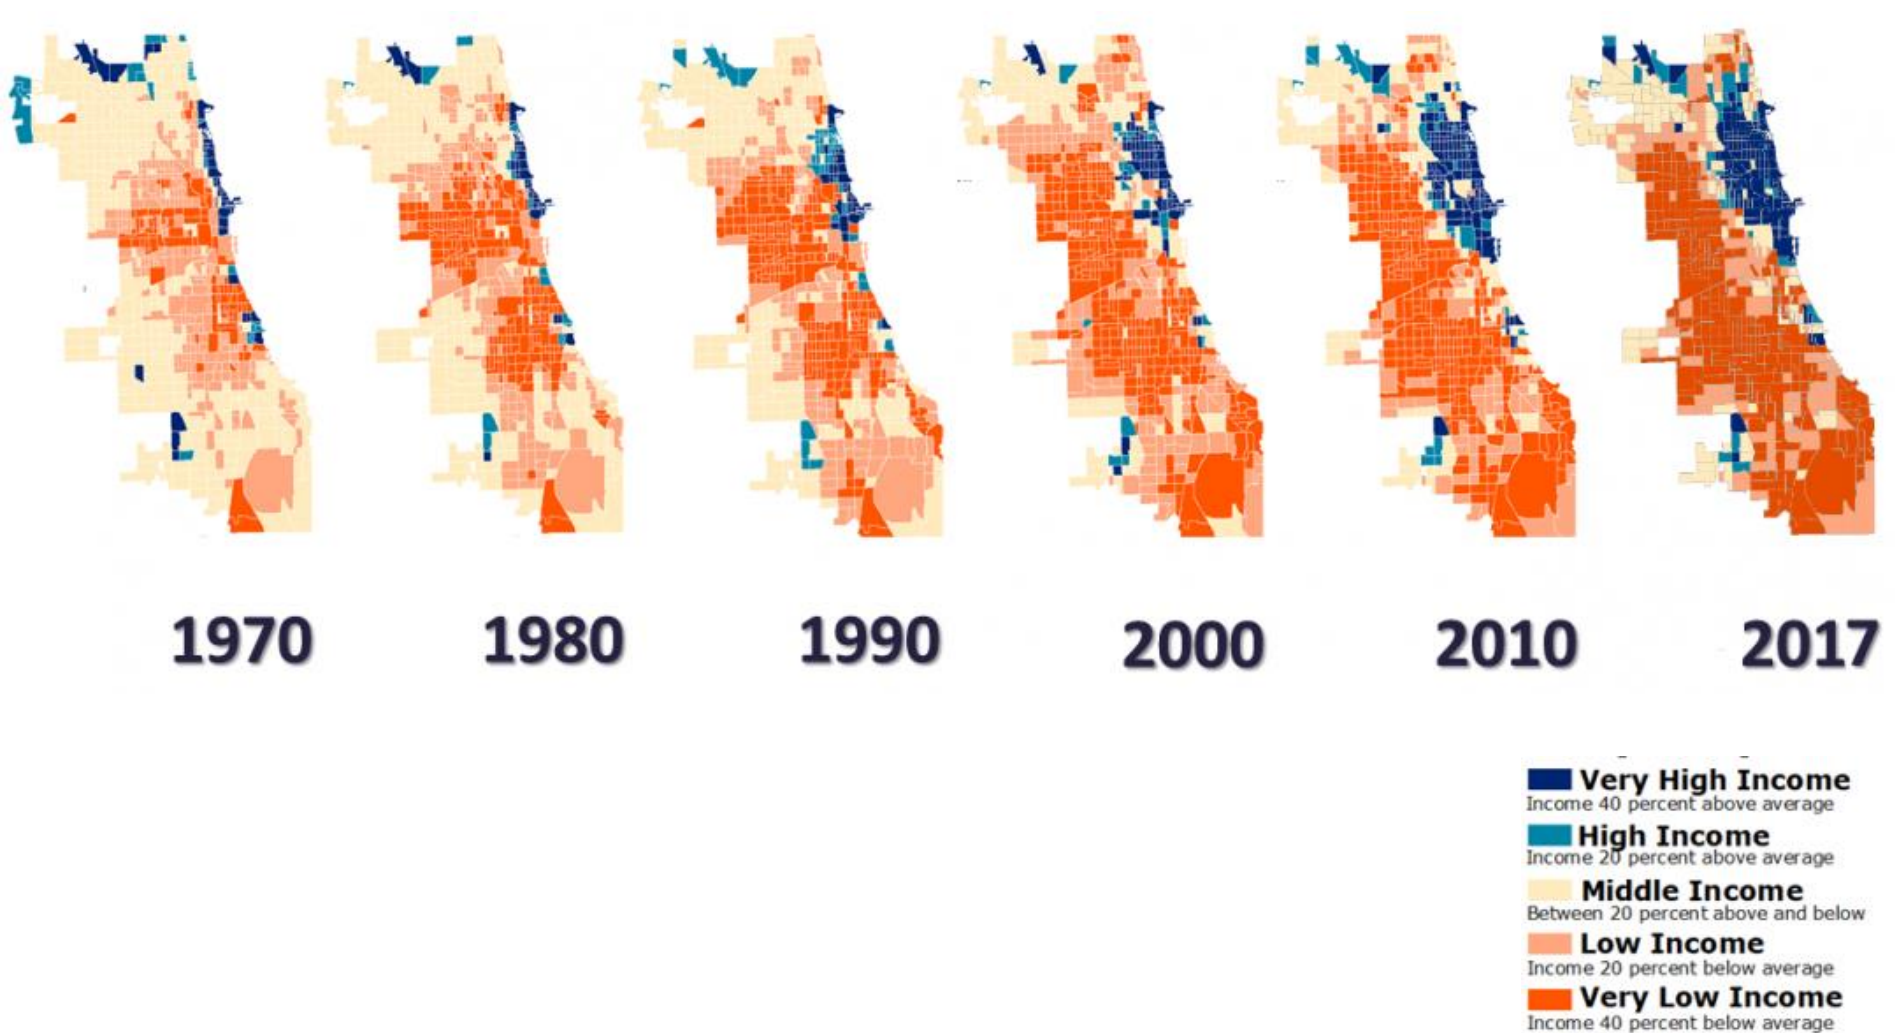 1970
1980
1990
2000
2010
2017
Very High Income
Income 40 percent above average
High Income
Income 20 percent above average
Middle Income
Between 20 percent above and below
Low Income
Income 20 percent below average
Very Low Income
Income 40 percent below average